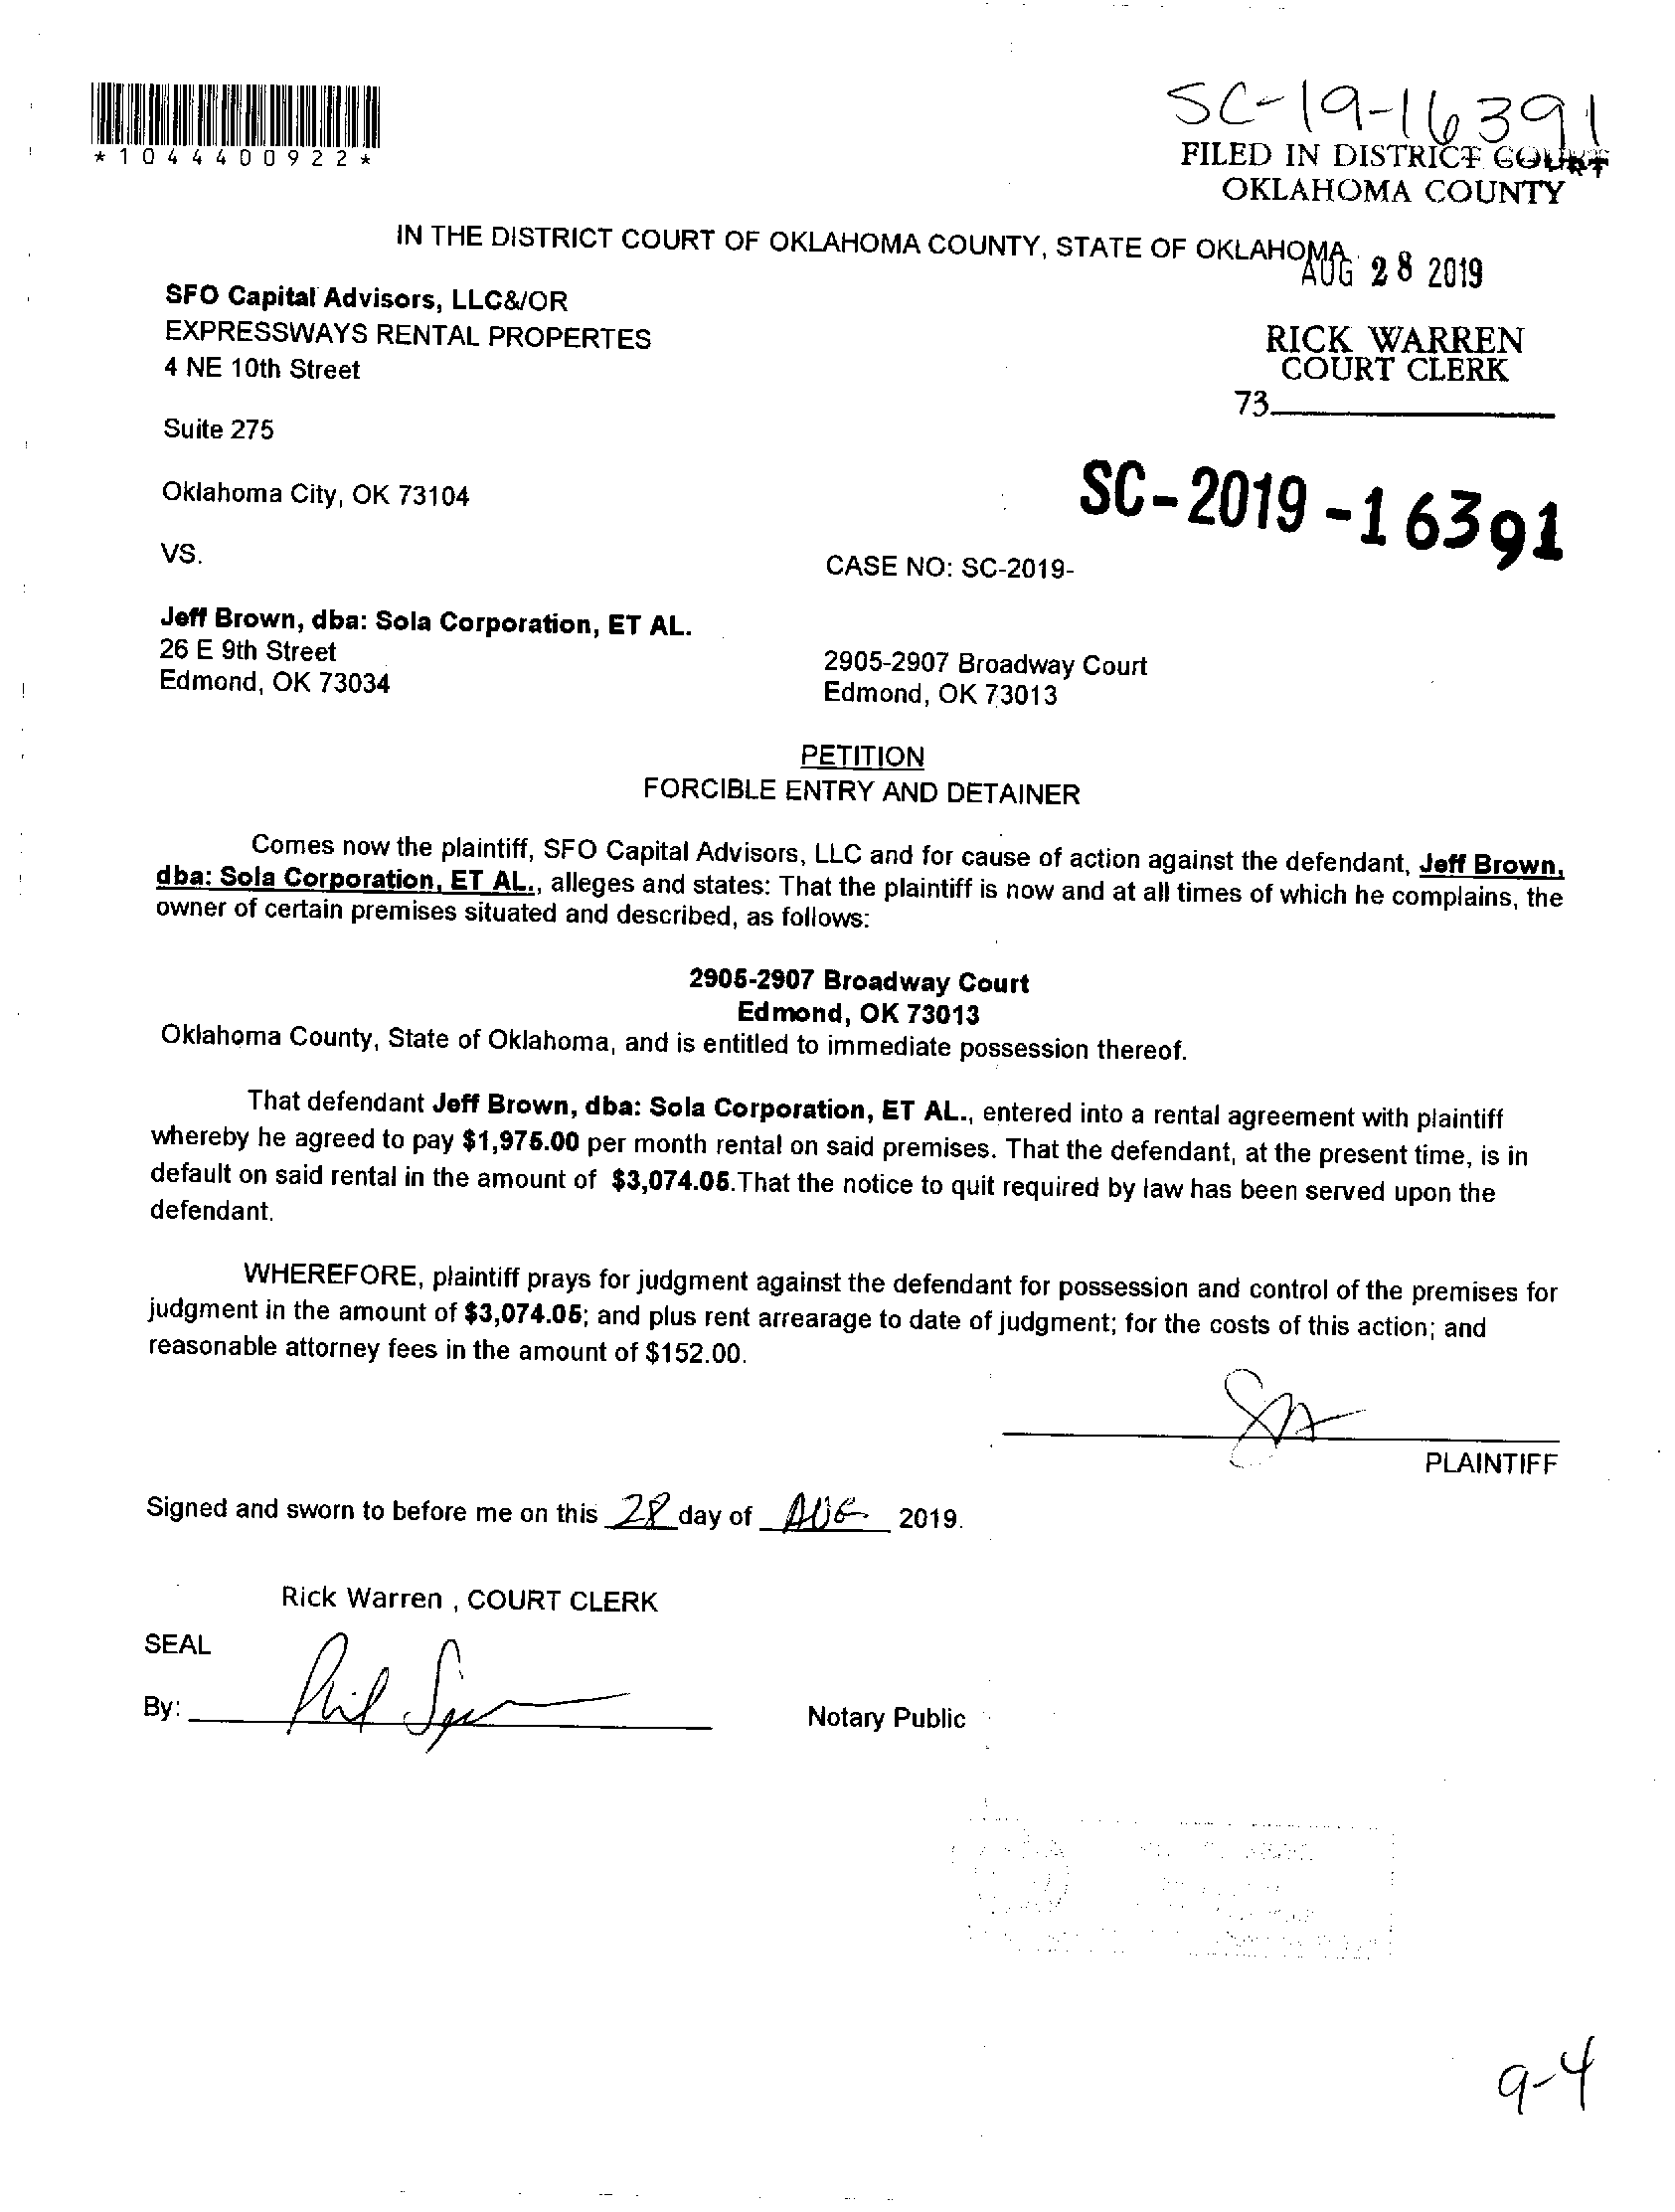 SC-19-16391
*1044400922*
FILED IN DISTRICT COURT
OKLAHOMA COUNTY
IN THE DISTRICT COURT OF OKLAHOMA COUNTY, STATE OF OKLAHOMA
AUG 28 2019
SFO Capital Advisors, LLC&/OR
EXPRESSWAYS RENTAL PROPERTES
4 NE 10th Street
RICK WARREN
COURT CLERK
73
Suite 275
Oklahoma City, OK 73104
SC-2019-16391
VS.
CASE NO: SC-2019-
Jeff Brown, dba: Sola Corporation, ET AL.
26 E 9th Street
Edmond, OK 73034
2905-2907 Broadway Court
Edmond, OK 73013
PETITION
FORCIBLE ENTRY AND DETAINER
Comes now the plaintiff, SFO Capital Advisors, LLC and for cause of action against the defendant, Jeff Brown,
dba: Sola Corporation, ET AL., alleges and states: That the plaintiff is now and at all times of which he complains, the
owner of certain premises situated and described, as follows:
2905-2907 Broadway Court
Edmond, OK 73013
Oklahoma County, State of Oklahoma, and is entitled to immediate possession thereof.
That defendant Jeff Brown, dba: Sola Corporation, ET AL., entered into a rental agreement with plaintiff
whereby he agreed to pay $1,975.00 per month rental on said premises. That the defendant, at the present time, is in
default on said rental in the amount of $3,074.05.That the notice to quit required by law has been served upon the
defendant.
WHEREFORE, plaintiff prays for judgment against the defendant for possession and control of the premises for
judgment in the amount of $3,074.05; and plus rent arrearage to date of judgment; for the costs of this action; and
reasonable attorney fees in the amount of $152.00.
PLAINTIFF
Signed and sworn to before me on this 28 day of AUG 2019.
Rick Warren , COURT CLERK
SEAL
By: Phil
Notary Public
9-4